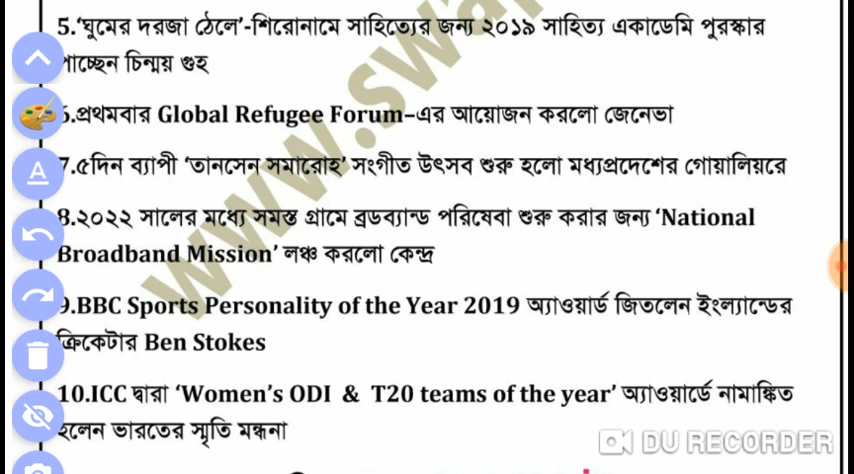 5.‘ঘুমের দরজা ঠেলে’-শিরোনামে সাহিত্যের জন্য ২০১৯ সাহিত্য একাডেমি পুরস্কার
পাচ্ছেন চিন্ময় গুহ
6.প্রথমবার Global Refugee Forum–এর আয়োজন করলো জেনেভা
7.৫দিন ব্যাপী ‘তানসেন সমারোহ’ সংগীত উৎসব শুরু হলো মধ্যপ্রদেশের গোয়ালিয়রে
8.২০২২ সালের মধ্যে সমস্ত গ্রামে ব্রডব্যান্ড পরিষেবা শুরু করার জন্য ‘National
Broadband Mission’ লঞ্চ করলো কেন্দ্র
9.BBC Sports Personality of the Year 2019 অ্যাওয়ার্ড জিতলেন ইংল্যান্ডের
ক্রিকেটার Ben Stokes
10.ICC দ্বারা ‘Women’s ODI & T20 teams of the year’ অ্যাওয়ার্ডে নামাঙ্কিত
হলেন ভারতের স্মৃতি মন্ধনা
DU RECORDER